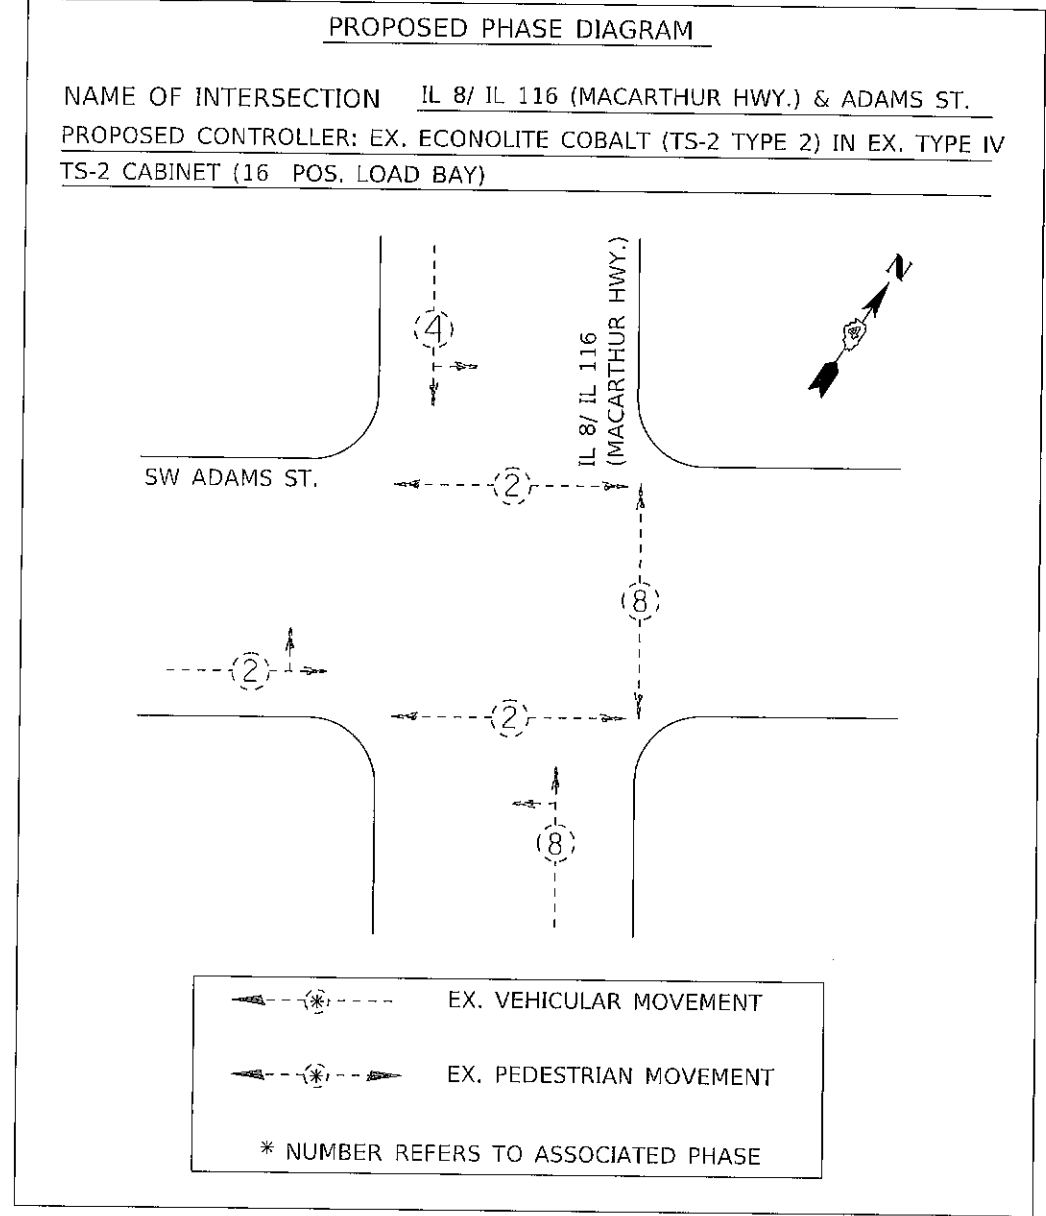 PROPOSED PHASE DIAGRAM
NAME OF INTERSECTION IL 8/ IL 116 (MACARTHUR HWY.) & ADAMS ST.
PROPOSED CONTROLLER: EX. ECONOLITE COBALT (TS-2 TYPE 2) IN EX. TYPE IV
TS-2 CABINET (16 POS. LOAD BAY)
N
4
IL 8/ IL 116
(MACARTHUR HWY.)
SW ADAMS ST.
2
8
2
2
8
* EX. VEHICULAR MOVEMENT
* EX. PEDESTRIAN MOVEMENT
* NUMBER REFERS TO ASSOCIATED PHASE